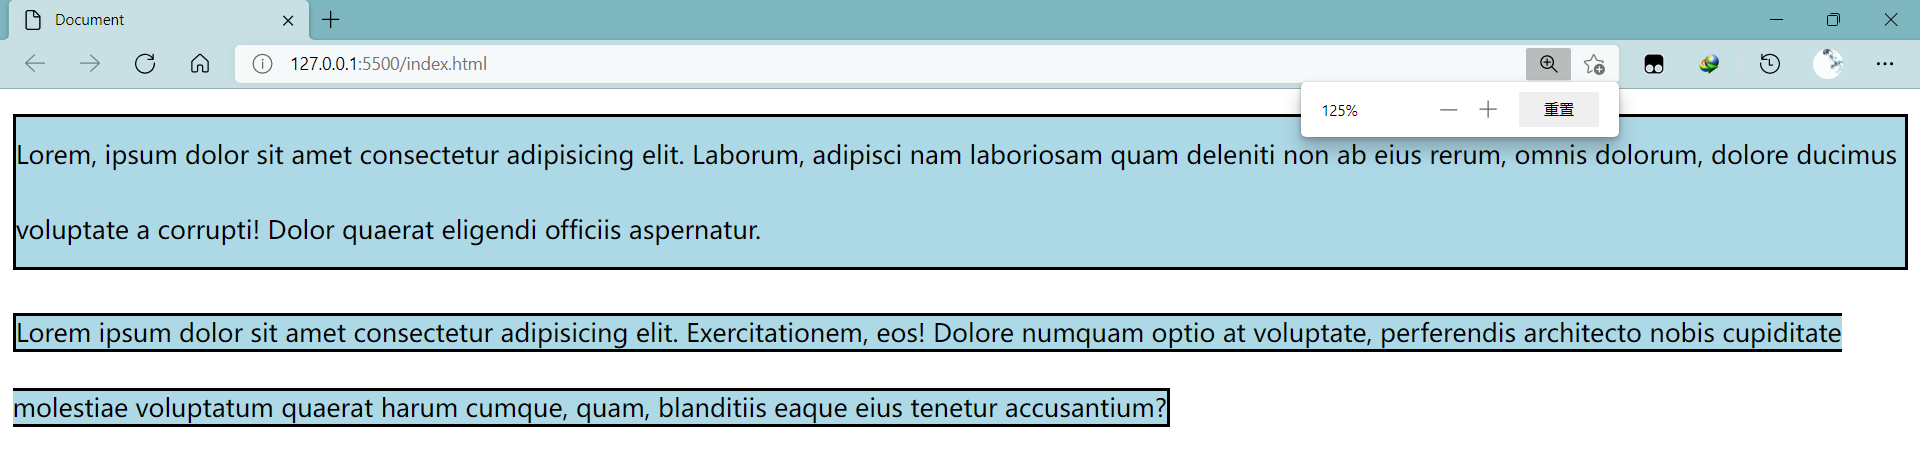 Document
127.0.0.1:5500/index.html
125% 重置
Lorem, ipsum dolor sit amet consectetur adipisicing elit. Laborum, adipisci nam laboriosam quam deleniti non ab eius rerum, omnis dolorum, dolore ducimus
voluptate a corrupti! Dolor quaerat eligendi officiis aspernatur.
Lorem ipsum dolor sit amet consectetur adipisicing elit. Exercitationem, eos! Dolore numquam optio at voluptate, perferendis architecto nobis cupiditate
molestiae voluptatum quaerat harum cumque, quam, blanditiis eaque eius tenetur accusantium?